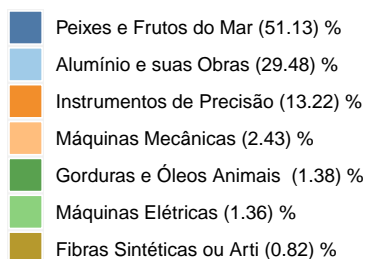 Peixes e Frutos do Mar (51.13) %
Alumínio e suas Obras (29.48) %
Instrumentos de Precisão (13.22) %
Máquinas Mecânicas (2.43) %
Gorduras e Óleos Animais  (1.38) %
Máquinas Elétricas (1.36) %
Fibras Sintéticas ou Arti (0.82) %